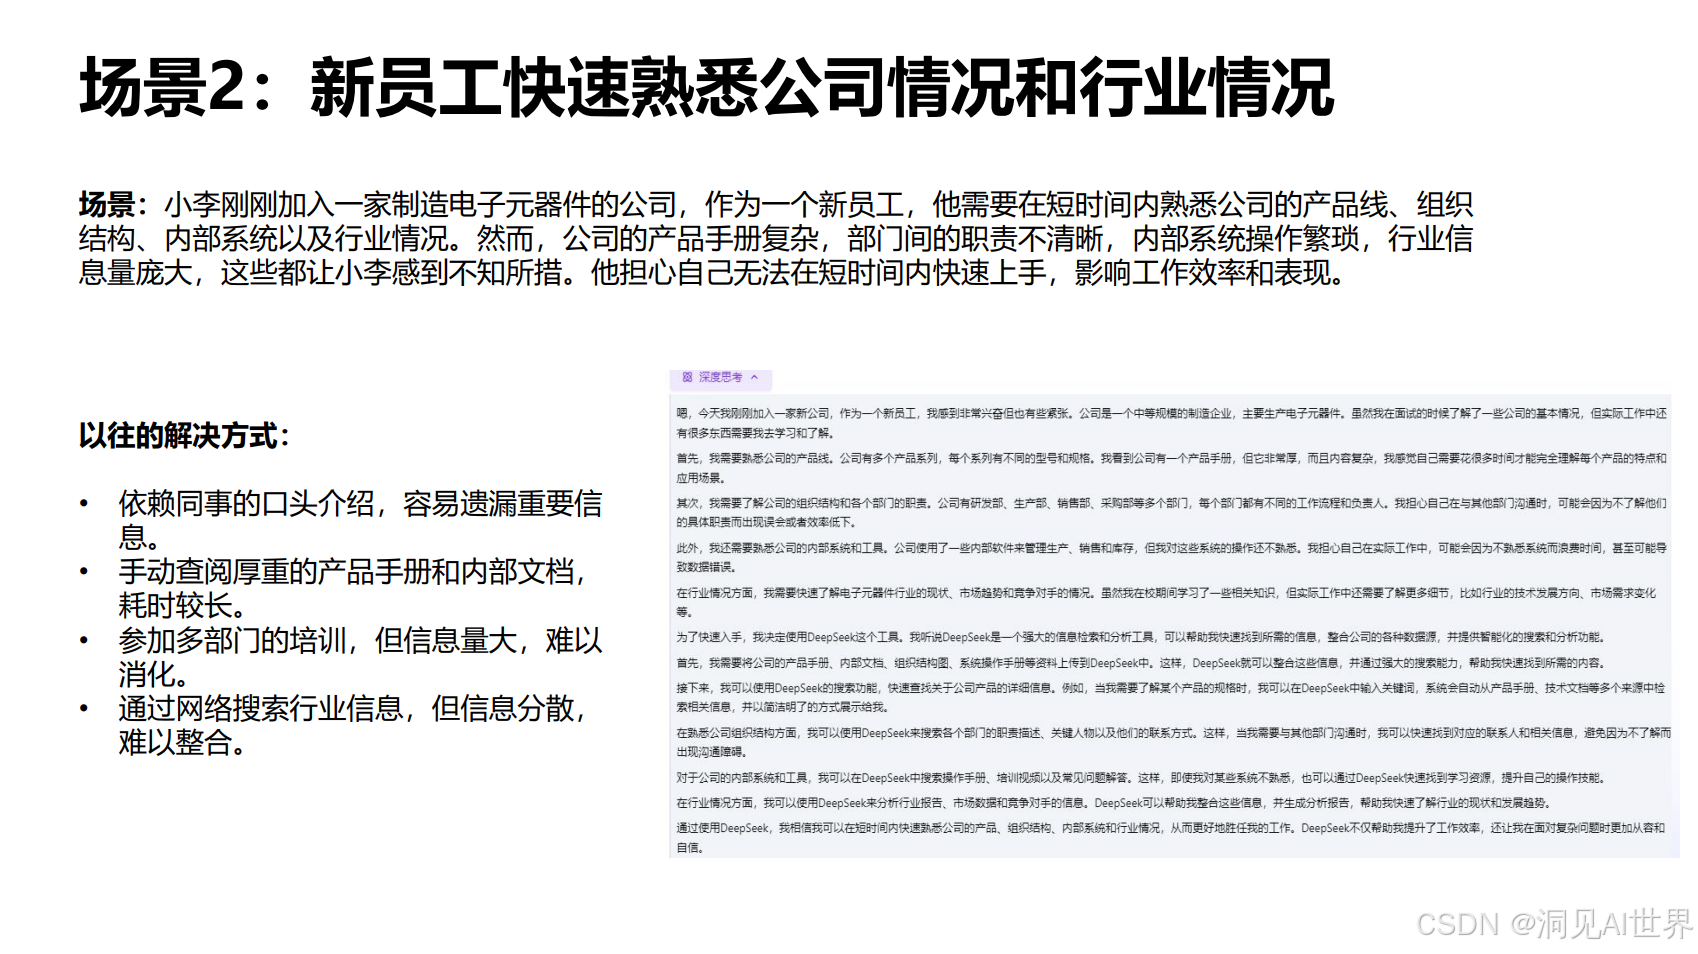 场景2：新员工快速熟悉公司情况和行业情况
场景：小李刚刚加入一家制造电子元器件的公司，作为一个新员工，他需要在短时间内熟悉公司的产品线、组织
结构、内部系统以及行业情况。然而，公司的产品手册复杂，部门间的职责不清晰，内部系统操作繁琐，行业信
息量庞大，这些都让小李感到不知所措。他担心自己无法在短时间内快速上手，影响工作效率和表现。
以往的解决方式：
• 依赖同事的口头介绍，容易遗漏重要信
息。
• 手动查阅厚重的产品手册和内部文档，
耗时较长。
• 参加多部门的培训，但信息量大，难以
消化。
• 通过网络搜索行业信息，但信息分散，
难以整合。
深度思考
嗯，今天我刚刚加入一家新公司，作为一个新员工，我感到非常兴奋但也有些紧张。公司是一个中等规模的制造企业，主要生产电子元器件。虽然我在面试的时候了解了一些公司的基本情况，但实际工作中还
有很多东西需要我去学习和了解。
首先，我需要熟悉公司的产品线。公司有多个产品系列，每个系列有不同的型号和规格。我看到公司有一个产品手册，但它非常厚，而且内容复杂，我感觉自己需要花很多时间才能完全理解每个产品的特点和
应用场景。
其次，我需要了解公司的组织结构和各个部门的职责。公司有研发部、生产部、销售部、采购部等多个部门，每个部门都有不同的工作流程和负责人。我担心自己在与其他部门沟通时，可能会因为不了解他们
的具体职责而出现误会或者效率低下。
此外，我还需要熟悉公司的内部系统和工具。公司使用了一些内部软件来管理生产、销售和库存，但我对这些系统的操作还不熟悉。我担心自己在实际工作中，可能会因为不熟悉系统而浪费时间，甚至可能导
致数据错误。
在行业情况方面，我需要快速了解电子元器件行业的现状、市场趋势和竞争对手的情况。虽然我在校期间学习了一些相关知识，但实际工作中还需要了解更多细节，比如行业的技术发展方向、市场需求变化
等。
为了快速入手，我决定使用DeepSeek这个工具。我听说DeepSeek是一个强大的信息检索和分析工具，可以帮助我快速找到所需的信息，整合公司的各种数据源，并提供智能化的搜索和分析功能。
首先，我需要将公司的产品手册、内部文档、组织结构图、系统操作手册等资料上传到DeepSeek中。这样，DeepSeek就可以整合这些信息，并通过强大的搜索能力，帮助我快速找到所需的内容。
接下来，我可以使用DeepSeek的搜索功能，快速查找关于公司产品的详细信息。例如，当我需要了解某个产品的规格时，我可以在DeepSeek中输入关键词，系统会自动从产品手册、技术文档等多个来源中检
索相关信息，并以简洁明了的方式展示给我。
在熟悉公司组织结构方面，我可以使用DeepSeek来搜索各个部门的职责描述、关键人物以及他们的联系方式。这样，当我需要与其他部门沟通时，我可以快速找到对应的联系人和相关信息，避免因为不了解而
出现沟通障碍。
对于公司的内部系统和工具，我可以在DeepSeek中搜索操作手册、培训视频以及常见问题解答。这样，即使我对某些系统不熟悉，也可以通过DeepSeek快速找到学习资源，提升自己的操作技能。
在行业情况方面，我可以使用DeepSeek来分析行业报告、市场数据和竞争对手的信息。DeepSeek可以帮助我整合这些信息，并生成分析报告，帮助我快速了解行业的现状和发展趋势。
通过使用DeepSeek，我相信我可以在短时间内快速熟悉公司的产品、组织结构、内部系统和行业情况，从而更好地胜任我的工作。DeepSeek不仅帮助我提升了工作效率，还让我在面对复杂问题时更加从容和
自信。
CSDN @洞见AI世界